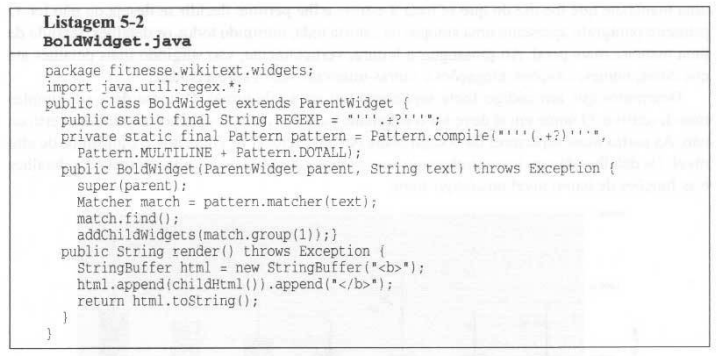 Listagem 5-2
BoldWidget.java
package fitnesse.wikitext.widgets;
import java.util.regex.*;
public class BoldWidget extends ParentWidget {
public static final String REGEXP = "'''.+?'''";
private static final Pattern pattern = Pattern.compile("'''(.+?)'''",
Pattern.MULTILINE + Pattern.DOTALL);
public BoldWidget(ParentWidget parent, String text) throws Exception {
super(parent);
Matcher match = pattern.matcher(text);
match.find();
addChildWidgets(match.group(1));}
public String render() throws Exception {
StringBuffer html = new StringBuffer("<b>");
html.append(childHtml()).append("</b>");
return html.toString();
}
}